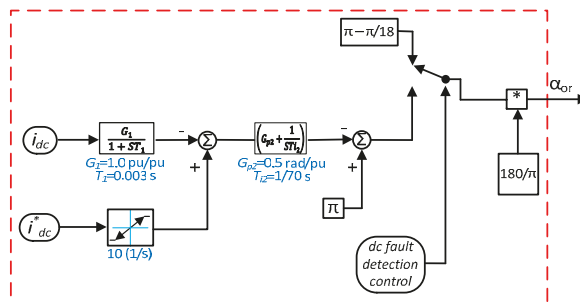 π−π/18
α_or
*
i_dc
G₁
1 + ST₁
−
Σ
(G_p2 + 1/STi₂)
−
Σ
G₁=1.0 pu/pu
T₁=0.003 s
+
G_p2=0.5 rad/pu
T_i2=1/70 s
+
180/π
π
i*_dc
10 (1/s)
dc fault
detection
control